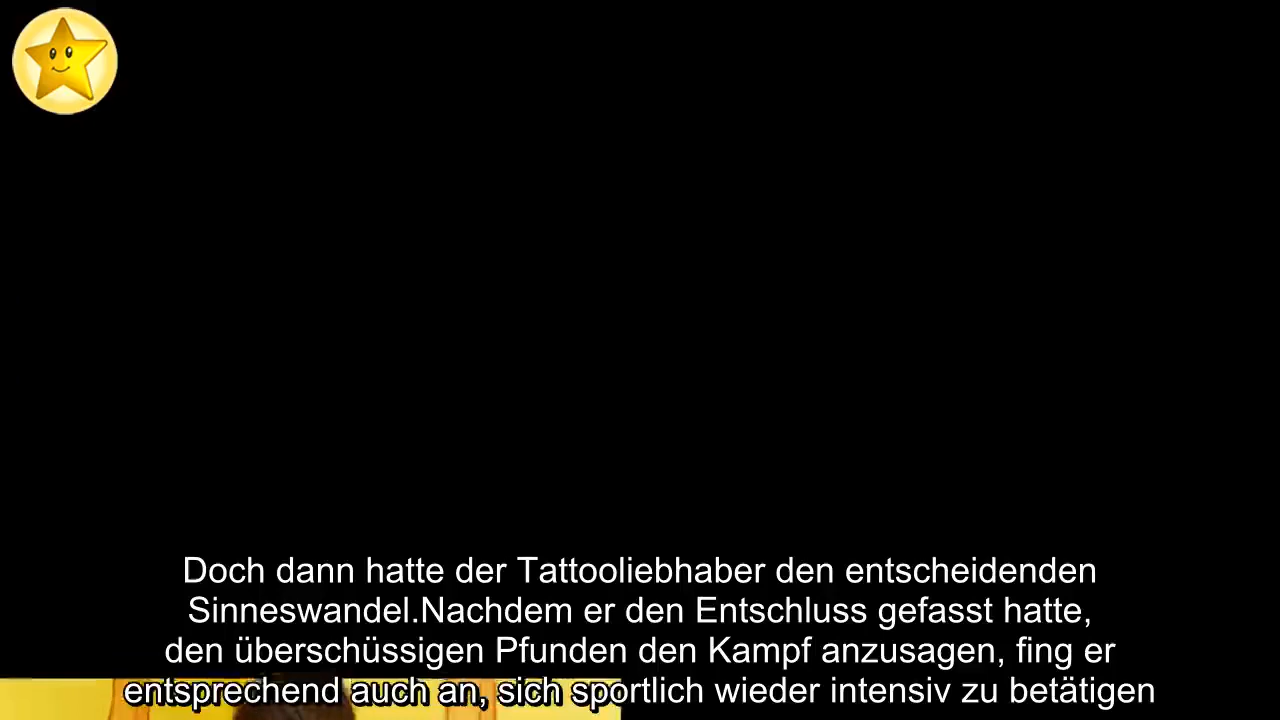 Doch dann hatte der Tattooliebhaber den entscheidenden
Sinneswandel.Nachdem er den Entschluss gefasst hatte,
den überschüssigen Pfunden den Kampf anzusagen, fing er
entsprechend auch an, sich sportlich wieder intensiv zu betätigen